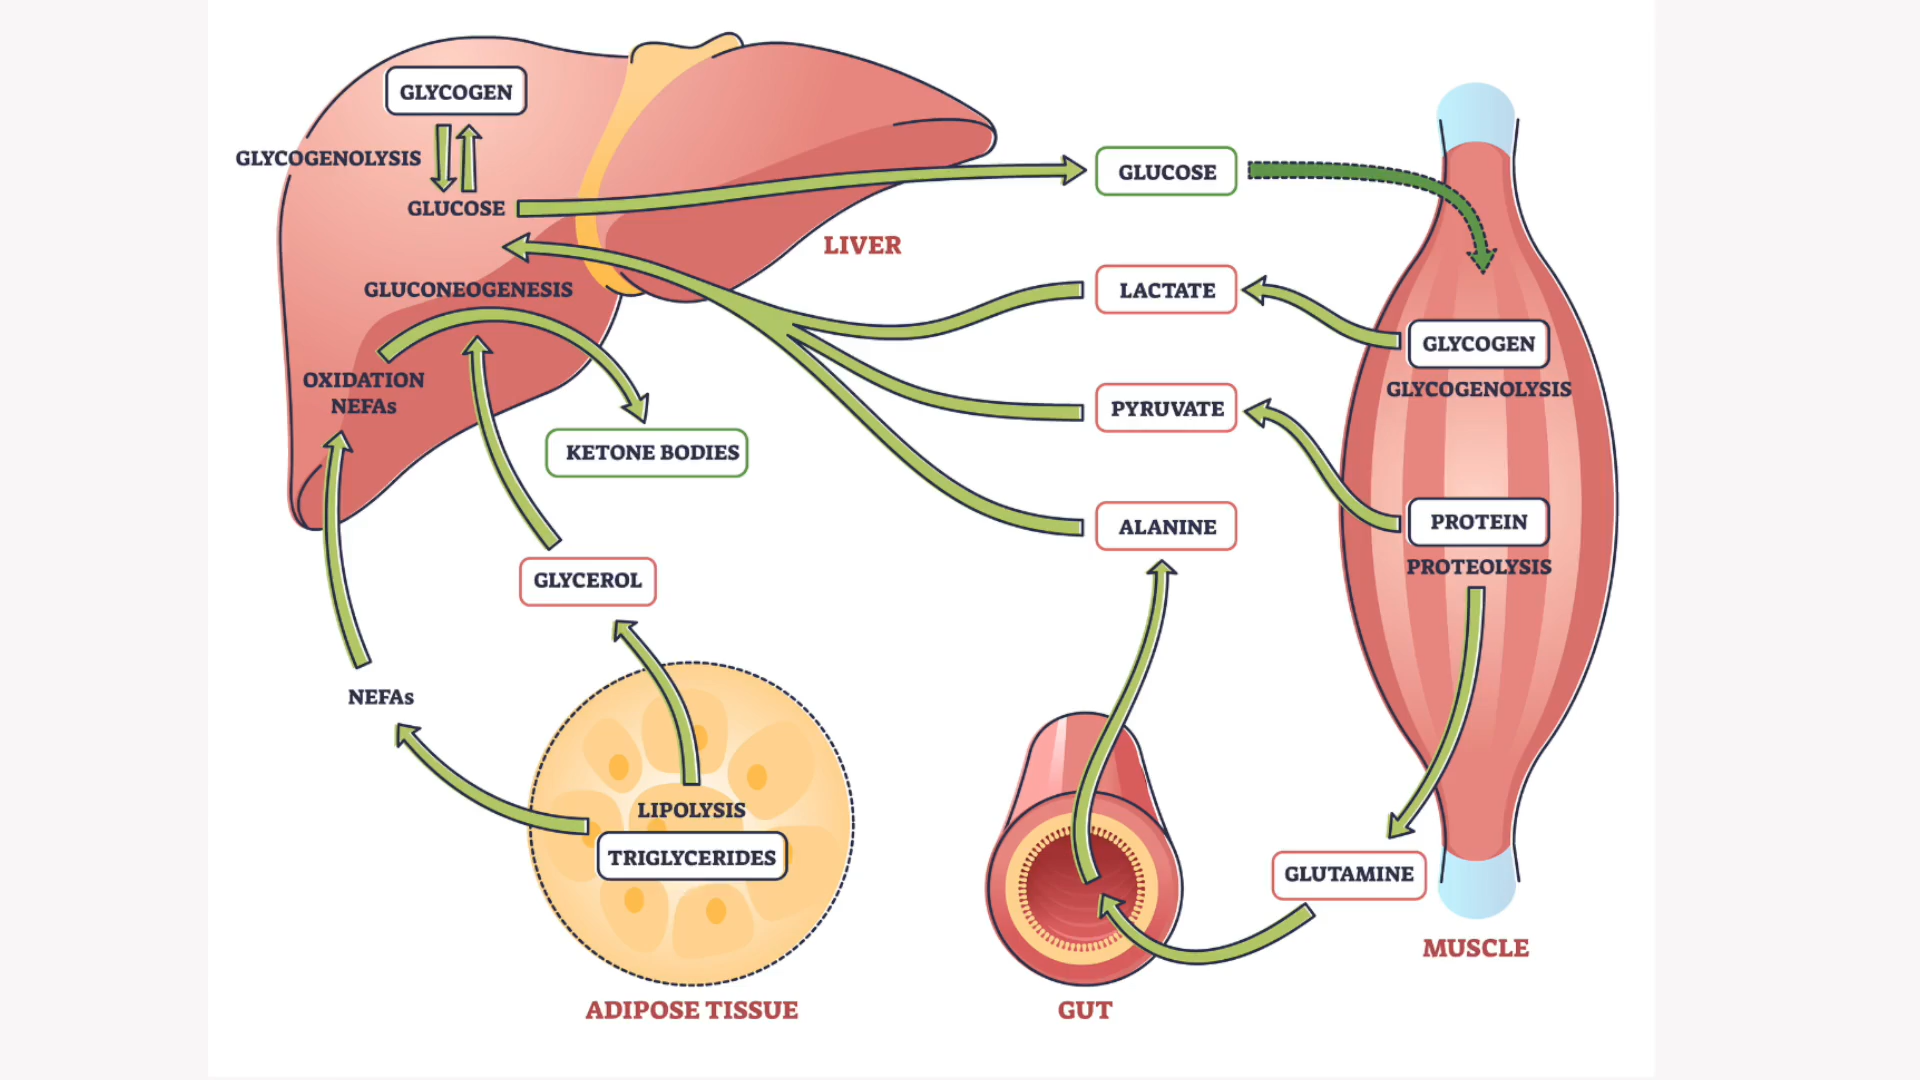 GLYCOGEN
GLYCOGENOLYSIS
GLUCOSE
GLUCOSE
LIVER
GLUCONEOGENESIS
LACTATE
GLYCOGEN
GLYCOGENOLYSIS
OXIDATION
NEFAs
PYRUVATE
KETONE BODIES
ALANINE
PROTEIN
PROTEOLYSIS
GLYCEROL
NEFAs
LIPOLYSIS
TRIGLYCERIDES
GLUTAMINE
MUSCLE
ADIPOSE TISSUE
GUT